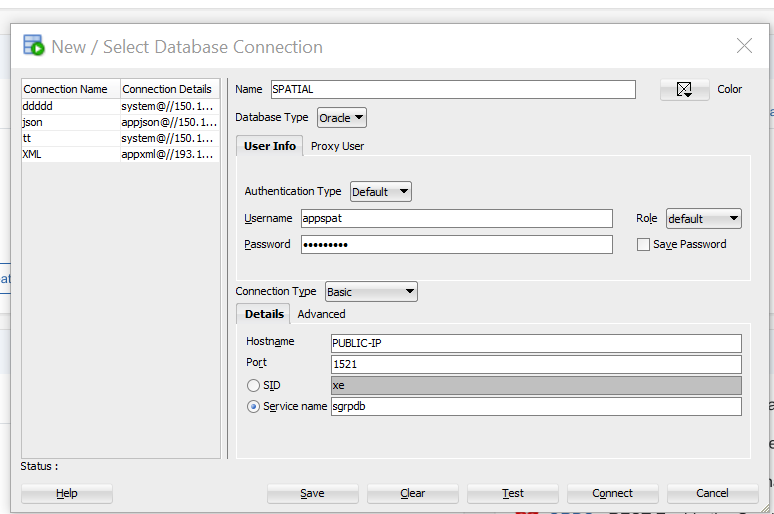 New / Select Database Connection
Connection Name Connection Details
ddddd system@//150.1...
json appjson@//150.1...
tt system@//150.1...
XML appxml@//193.1...
Name SPATIAL Color
Database Type Oracle
User Info Proxy User
Authentication Type Default
Username appspat Role default
Password ••••••••• Save Password
Connection Type Basic
Details Advanced
Hostname PUBLIC-IP
Port 1521
SID xe
Service name sgrpdb
Status :
Help Save Clear Test Connect Cancel